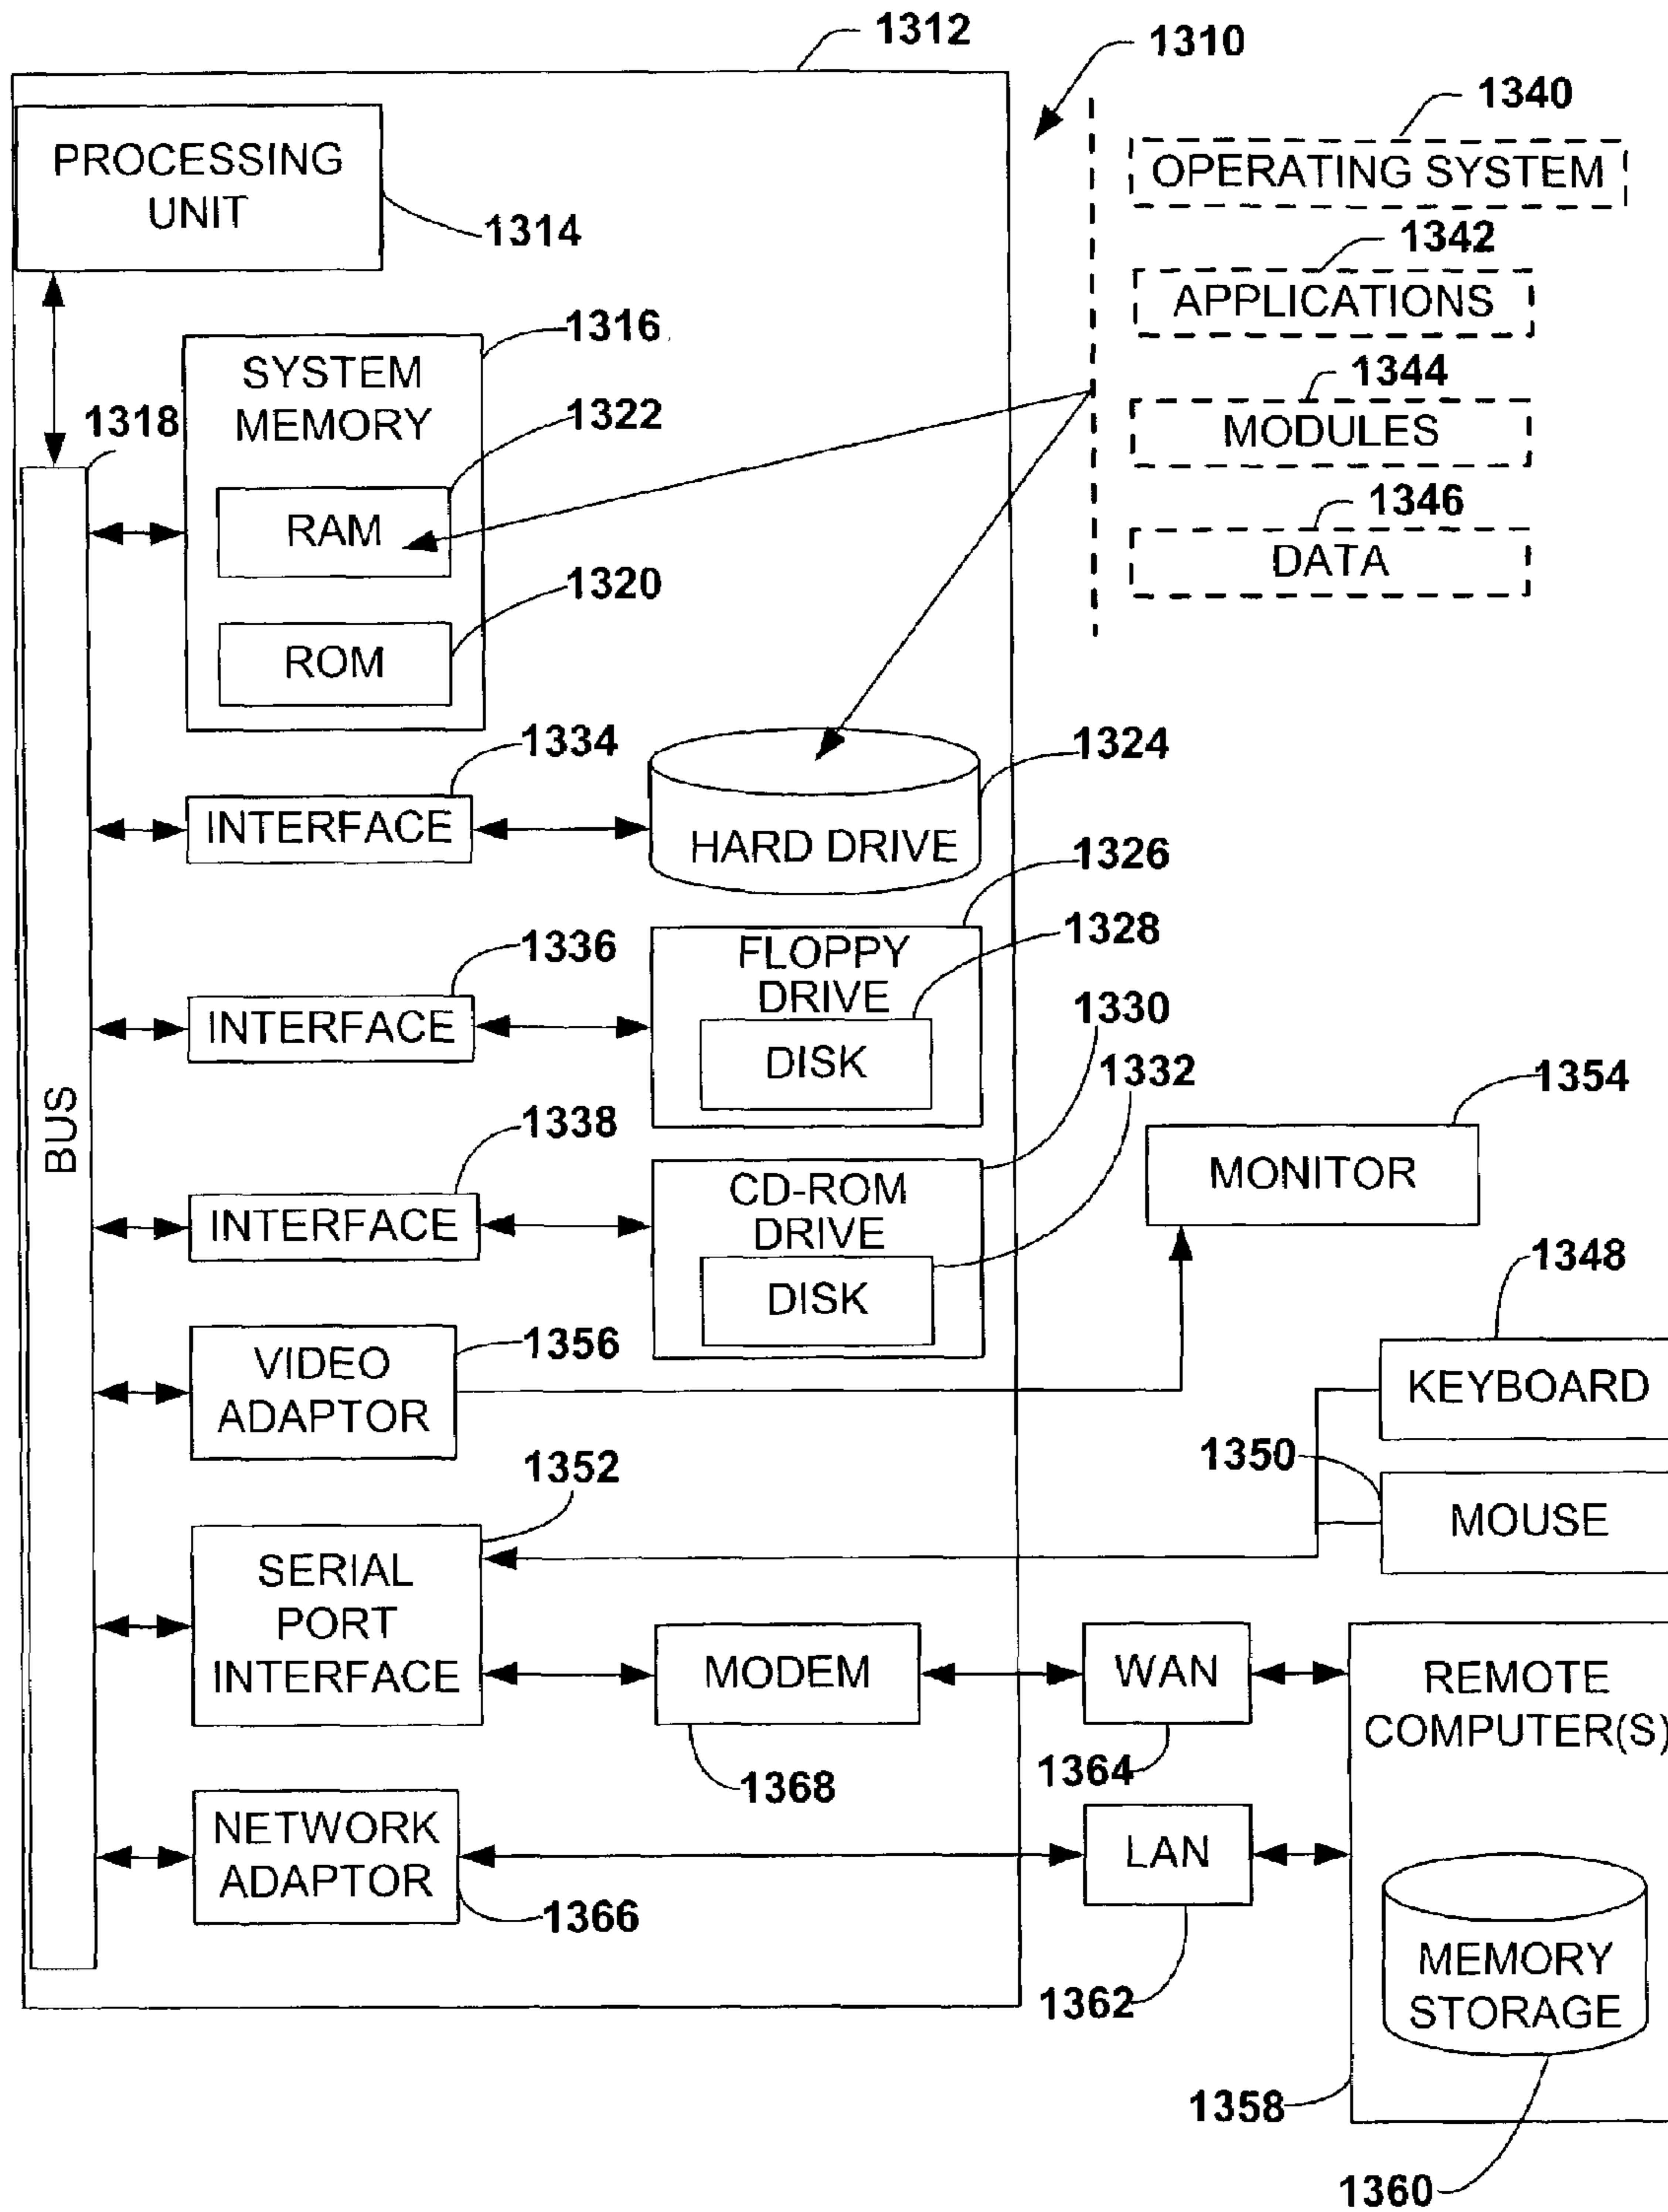 1312
1310
1340
PROCESSING
UNIT
OPERATING SYSTEM
1314
1342
APPLICATIONS
1316
SYSTEM
MEMORY
1344
MODULES
1318
1322
RAM
1346
DATA
1320
ROM
1334
1324
INTERFACE
HARD DRIVE
1326
1328
1336
FLOPPY
DRIVE
1330
INTERFACE
DISK
1332
1354
BUS
1338
MONITOR
INTERFACE
CD-ROM
DRIVE
1348
DISK
1356
VIDEO
ADAPTOR
KEYBOARD
1352
1350
MOUSE
SERIAL
PORT
INTERFACE
MODEM
WAN
REMOTE
COMPUTER(S)
1368
1364
NETWORK
ADAPTOR
LAN
1366
1362
MEMORY
STORAGE
1358
1360